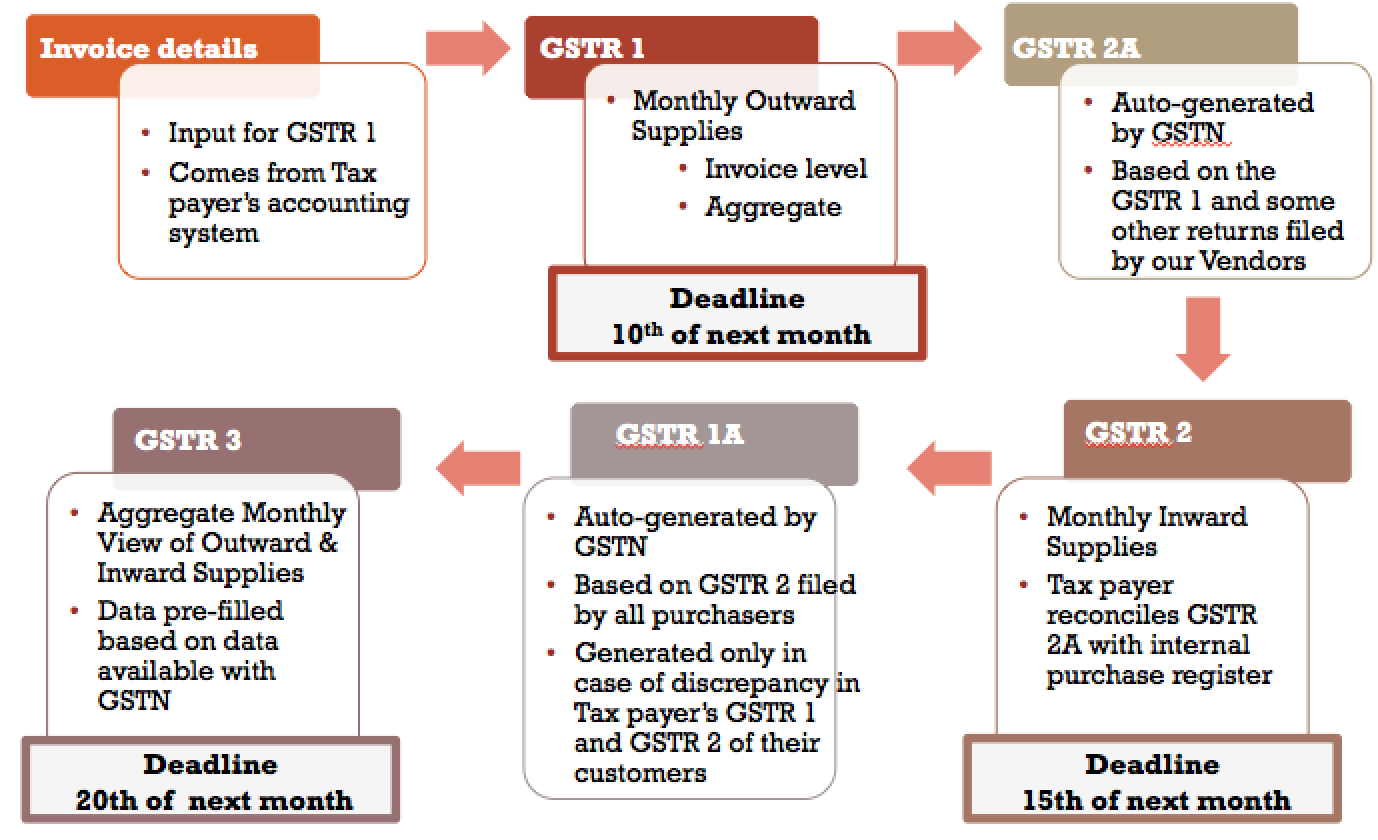 Invoice details
• Input for GSTR 1
• Comes from Tax
payer's accounting
system
GSTR 1
• Monthly Outward
Supplies
• Invoice level
• Aggregate
Deadline
10th of next month
GSTR 2A
• Auto-generated
by GSTN
• Based on the
GSTR 1 and some
other returns filed
by our Vendors
GSTR 2
• Monthly Inward
Supplies
• Tax payer
reconciles GSTR
2A with internal
purchase register
Deadline
15th of next month
GSTR 1A
• Auto-generated by
GSTN
• Based on GSTR 2 filed
by all purchasers
• Generated only in
case of discrepancy in
Tax payer's GSTR 1
and GSTR 2 of their
customers
GSTR 3
• Aggregate Monthly
View of Outward &
Inward Supplies
• Data pre-filled
based on data
available with
GSTN
Deadline
20th of next month